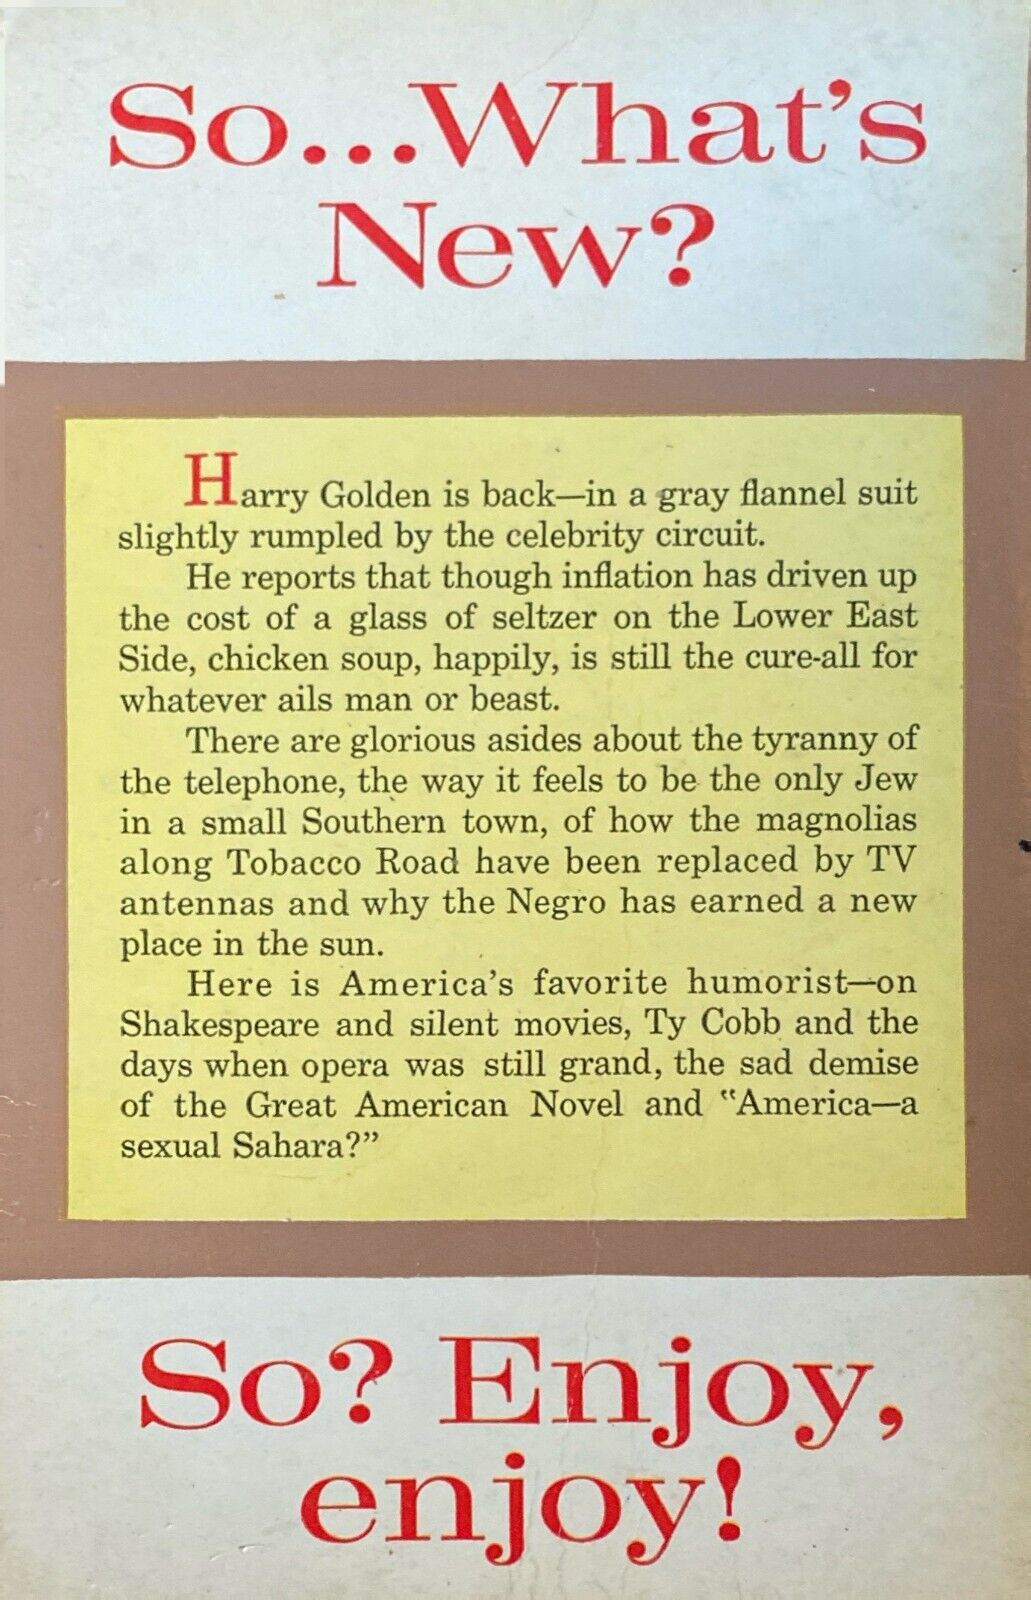 So...What's
New?
Harry Golden is back—in a gray flannel suit
slightly rumpled by the celebrity circuit.
He reports that though inflation has driven up
the cost of a glass of seltzer on the Lower East
Side, chicken soup, happily, is still the cure-all for
whatever ails man or beast.
There are glorious asides about the tyranny of
the telephone, the way it feels to be the only Jew
in a small Southern town, of how the magnolias
along Tobacco Road have been replaced by TV
antennas and why the Negro has earned a new
place in the sun.
Here is America's favorite humorist—on
Shakespeare and silent movies, Ty Cobb and the
days when opera was still grand, the sad demise
of the Great American Novel and "America—a
sexual Sahara?"
So? Enjoy,
enjoy!